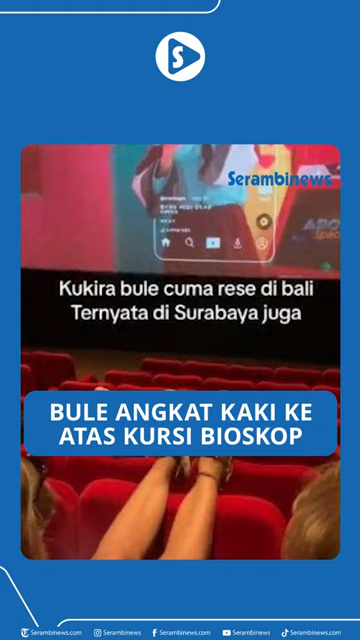 Serambinews
Kukira bule cuma rese di bali
Ternyata di Surabaya juga
BULE ANGKAT KAKI KE
ATAS KURSI BIOSKOP
Serambinews.com Serambinews Serambinews.com Serambinews Serambinews.com